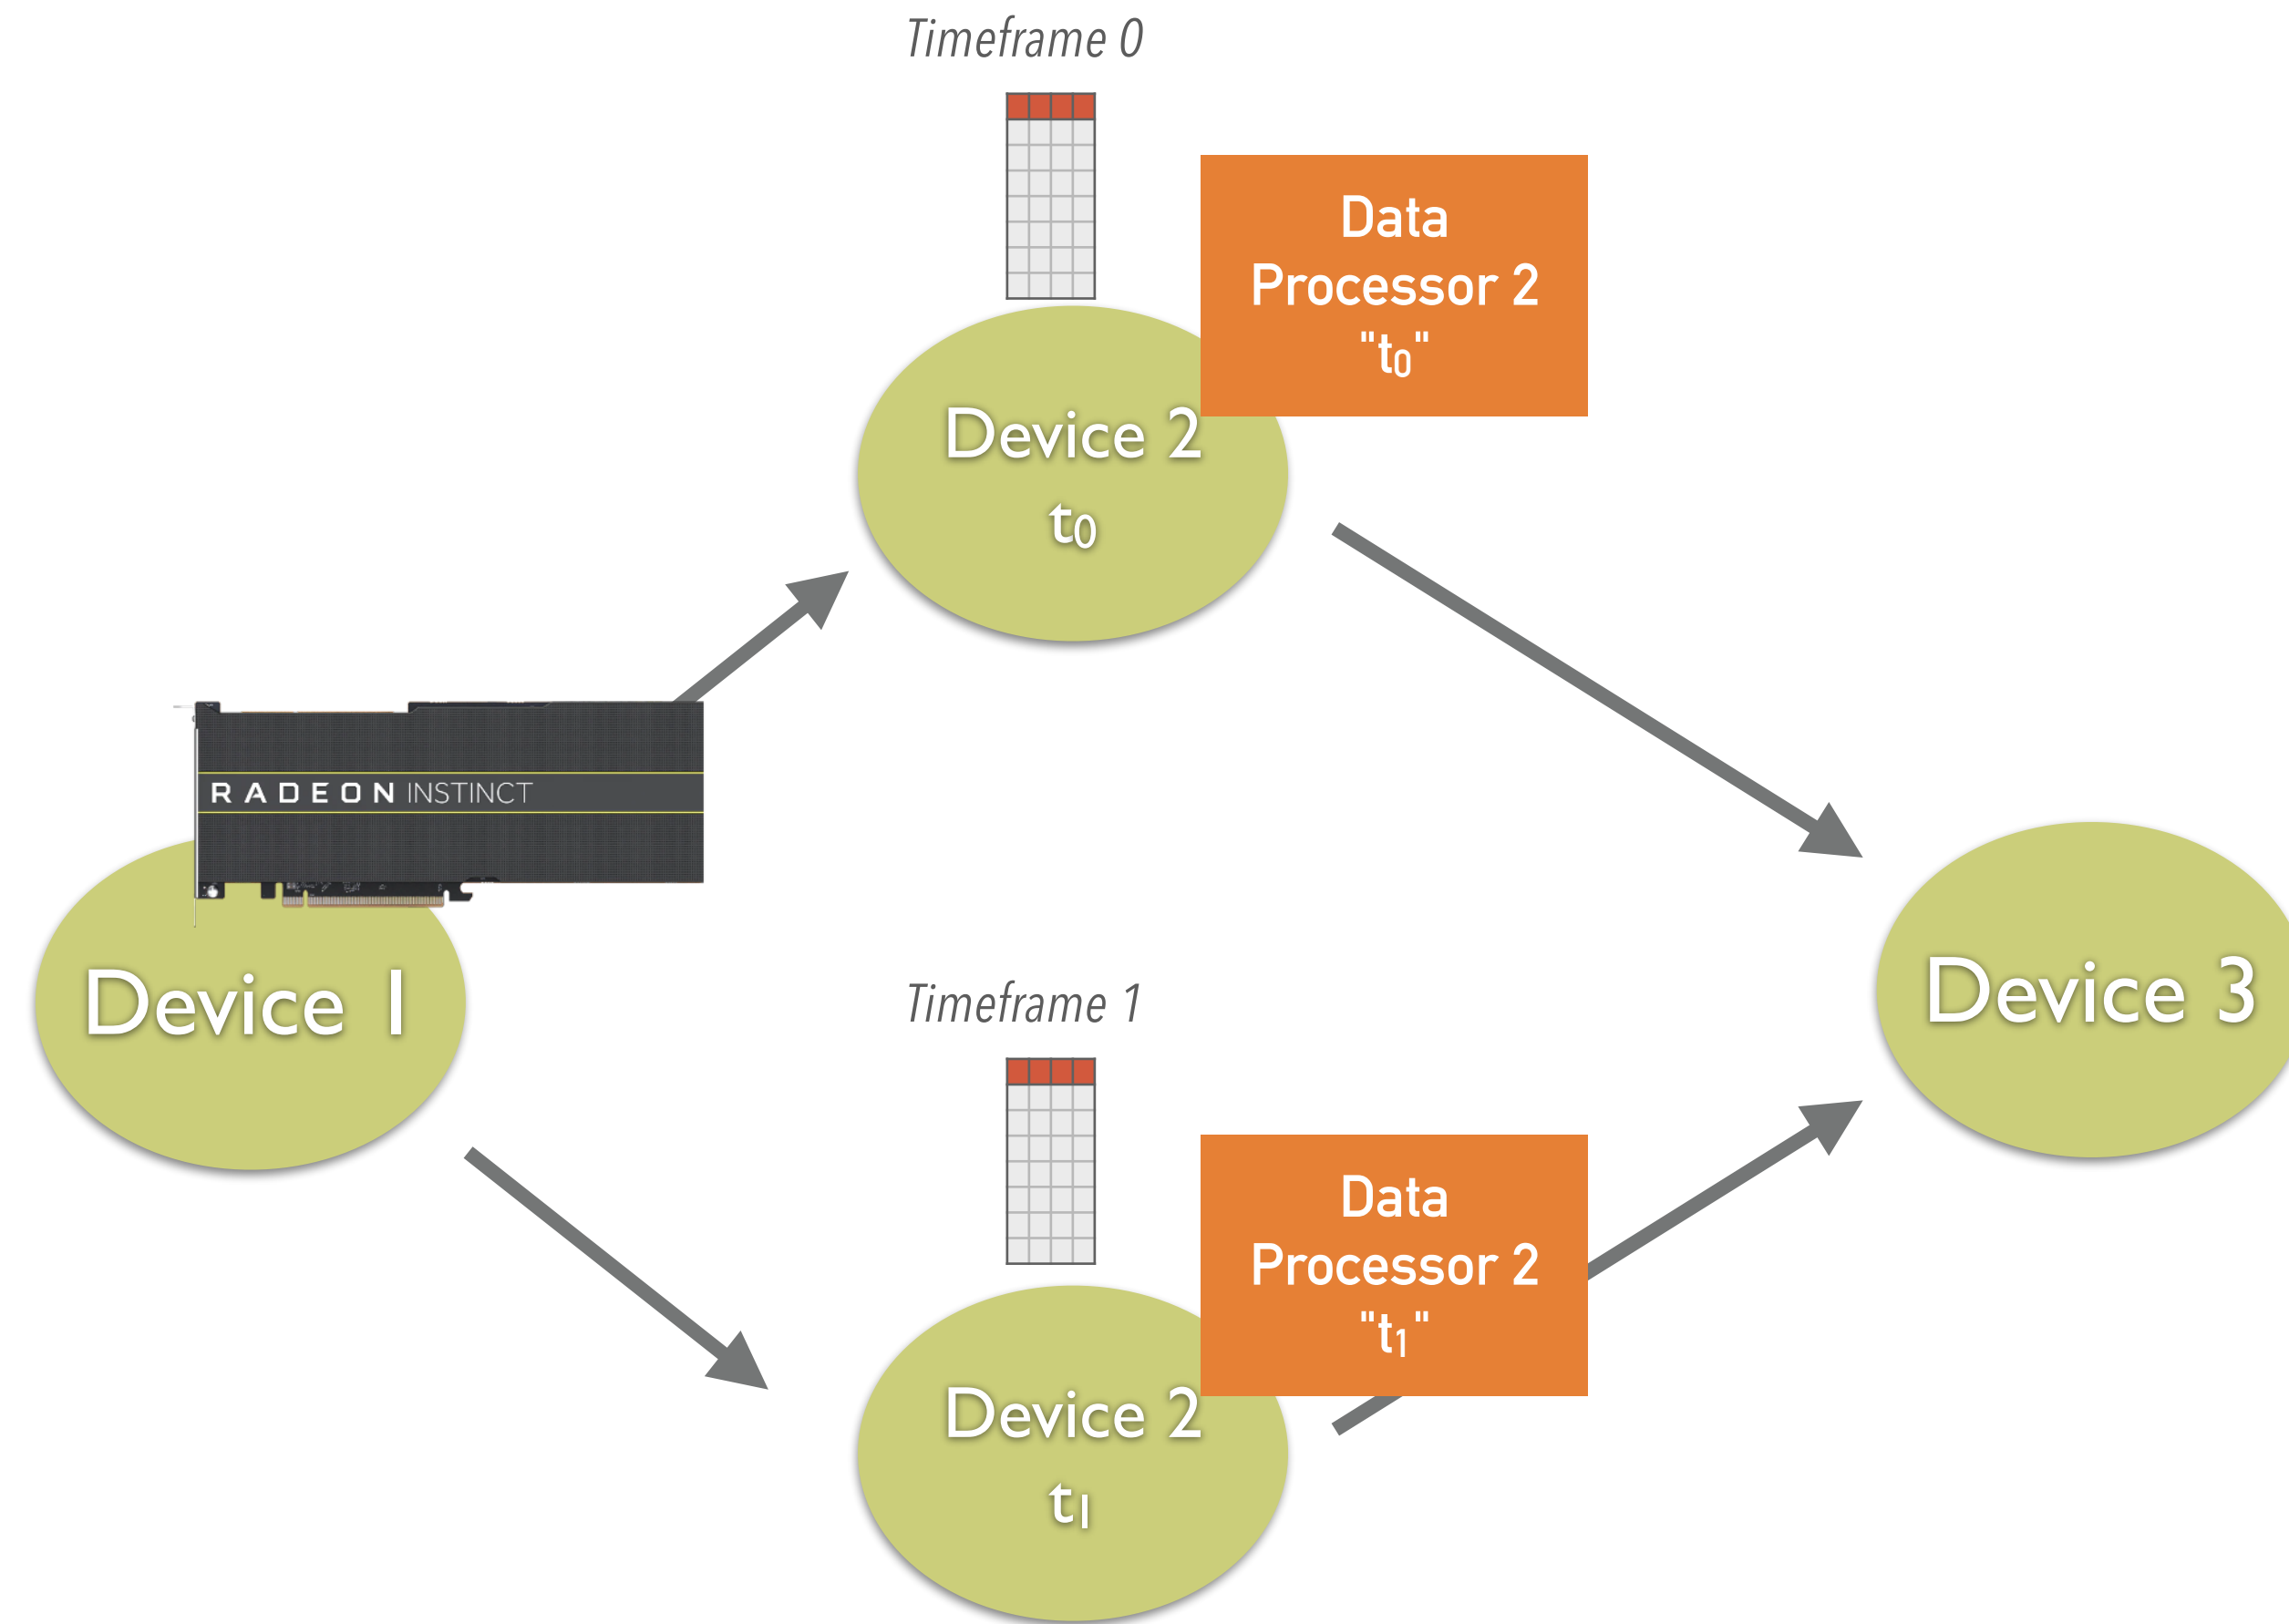 Timeframe 0
Data
Processor 2
"t0"
Device 2
t0
RADEON INSTINCT
Device 1
Device 3
Timeframe 1
Data
Processor 2
"t1"
Device 2
t1